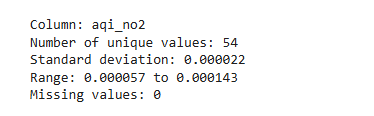 Column: aqi_no2
Number of unique values: 54
Standard deviation: 0.000022
Range: 0.000057 to 0.000143
Missing values: 0